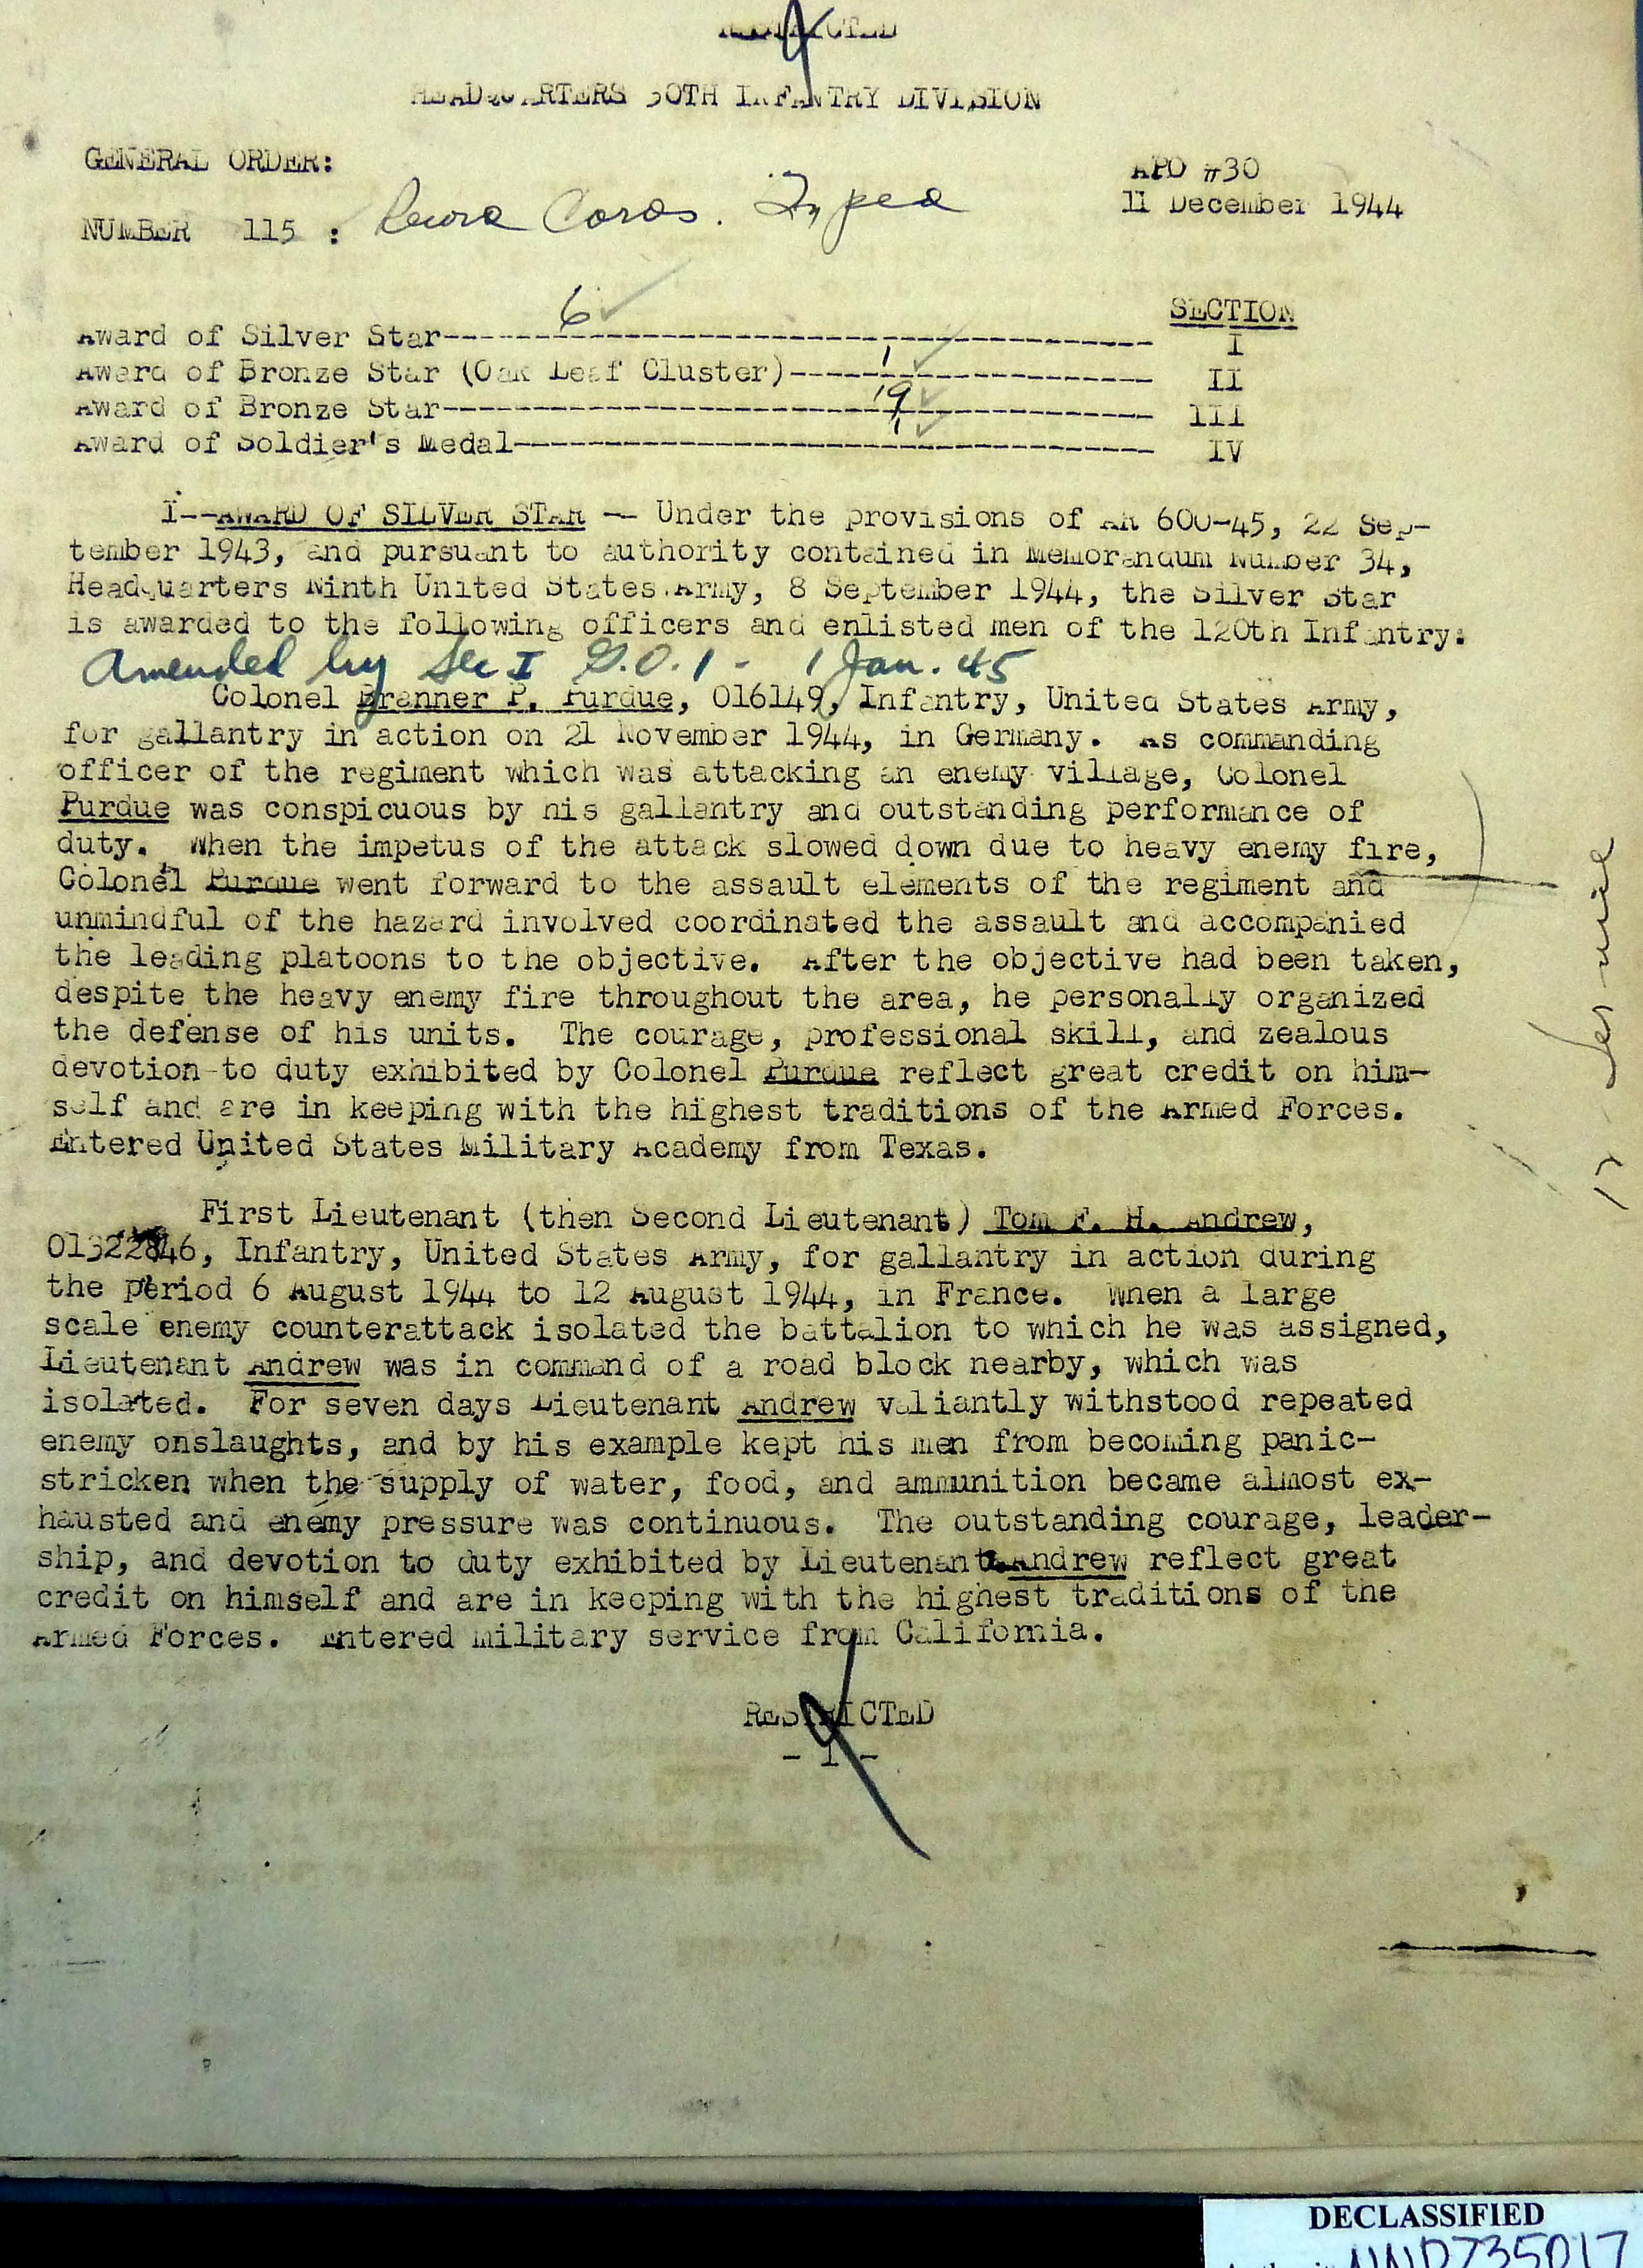 RESTRICTED
HEADQUARTERS 30TH INFANTRY DIVISION
GENERAL ORDER:
APO #30
NUMBER 115 :
Cards. Typed
11 December 1944
6
SECTION
Award of Silver Star---------------------------------------- I
1
Award of Bronze Star (Oak Leaf Cluster)-------------------- II
19
Award of Bronze Star---------------------------------------- III
1
Award of Soldier's Medal------------------------------------ IV
I--AWARD OF SILVER STAR -- Under the provisions of AR 600-45, 22 Sep-
tember 1943, and pursuant to authority contained in Memorandum Number 34,
Headquarters Ninth United States Army, 8 September 1944, the Silver Star
is awarded to the following officers and enlisted men of the 120th Infantry:
Amended by Sec I G.O. 1 - 1 Jan. 45
Colonel Branner P. Purdue, O16149, Infantry, United States Army,
for gallantry in action on 21 November 1944, in Germany. As commanding
officer of the regiment which was attacking an enemy village, Colonel
Purdue was conspicuous by his gallantry and outstanding performance of
duty. When the impetus of the attack slowed down due to heavy enemy fire,
Colonel Purdue went forward to the assault elements of the regiment and
unmindful of the hazard involved coordinated the assault and accompanied
the leading platoons to the objective. After the objective had been taken,
despite the heavy enemy fire throughout the area, he personally organized
the defense of his units. The courage, professional skill, and zealous
devotion to duty exhibited by Colonel Purdue reflect great credit on him-
self and are in keeping with the highest traditions of the Armed Forces.
Entered United States Military Academy from Texas.
First Lieutenant (then Second Lieutenant) Tom F. H. Andrew,
O1322846, Infantry, United States Army, for gallantry in action during
the period 6 August 1944 to 12 August 1944, in France. When a large
scale enemy counterattack isolated the battalion to which he was assigned,
Lieutenant Andrew was in command of a road block nearby, which was
isolated. For seven days Lieutenant Andrew valiantly withstood repeated
enemy onslaughts, and by his example kept his men from becoming panic-
stricken when the supply of water, food, and ammunition became almost ex-
hausted and enemy pressure was continuous. The outstanding courage, leader-
ship, and devotion to duty exhibited by Lieutenant Andrew reflect great
credit on himself and are in keeping with the highest traditions of the
Armed Forces. Entered military service from California.
RESTRICTED
- 1 -
DECLASSIFIED
NND735017